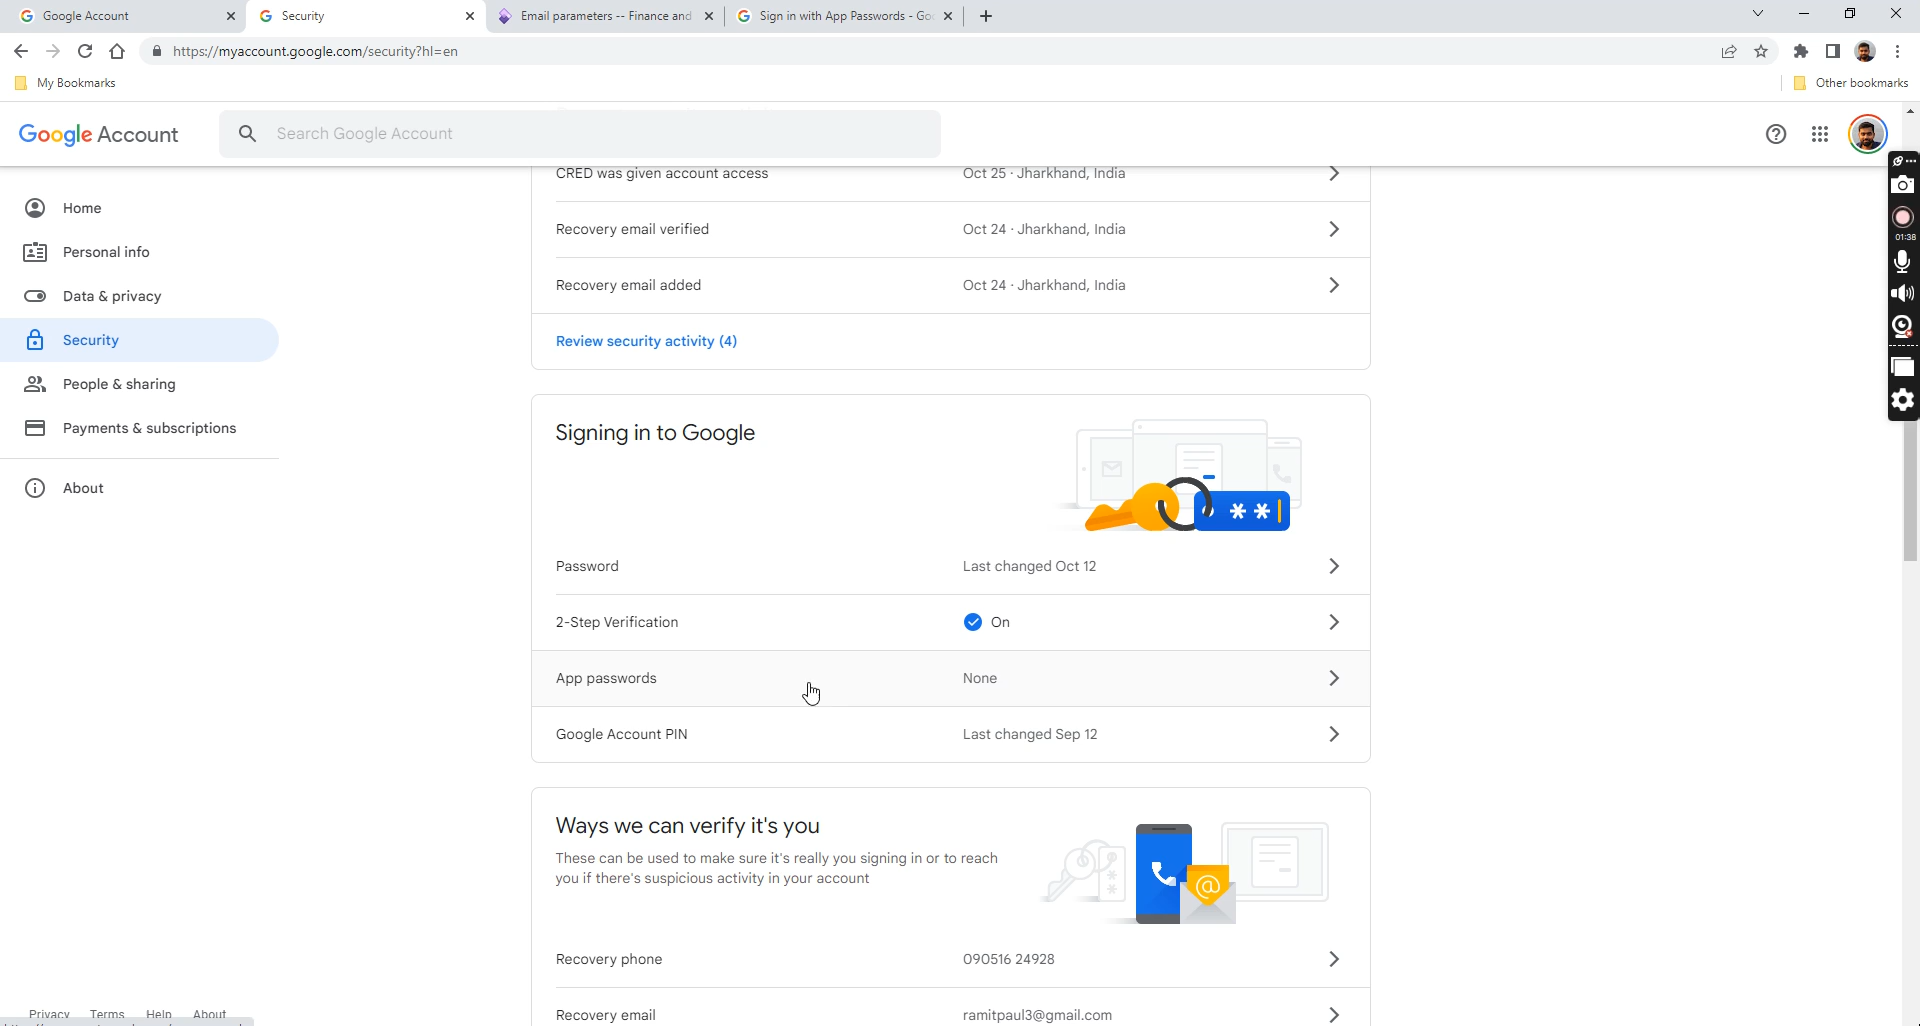 Google Account
Security
Email parameters -- Finance and
Sign in with App Passwords - Go
https://myaccount.google.com/security?hl=en
My Bookmarks
Other bookmarks
Google Account
Search Google Account
CRED was given account access
Oct 25 · Jharkhand, India
Home
Recovery email verified
Oct 24 · Jharkhand, India
01:38
Personal info
Recovery email added
Oct 24 · Jharkhand, India
Data & privacy
Security
Review security activity (4)
People & sharing
Payments & subscriptions
Signing in to Google
About
**
Password
Last changed Oct 12
2-Step Verification
On
App passwords
None
Google Account PIN
Last changed Sep 12
Ways we can verify it's you
These can be used to make sure it's really you signing in or to reach
you if there's suspicious activity in your account
@
Recovery phone
090516 24928
Recovery email
ramitpaul3@gmail.com
Privacy Terms Help About